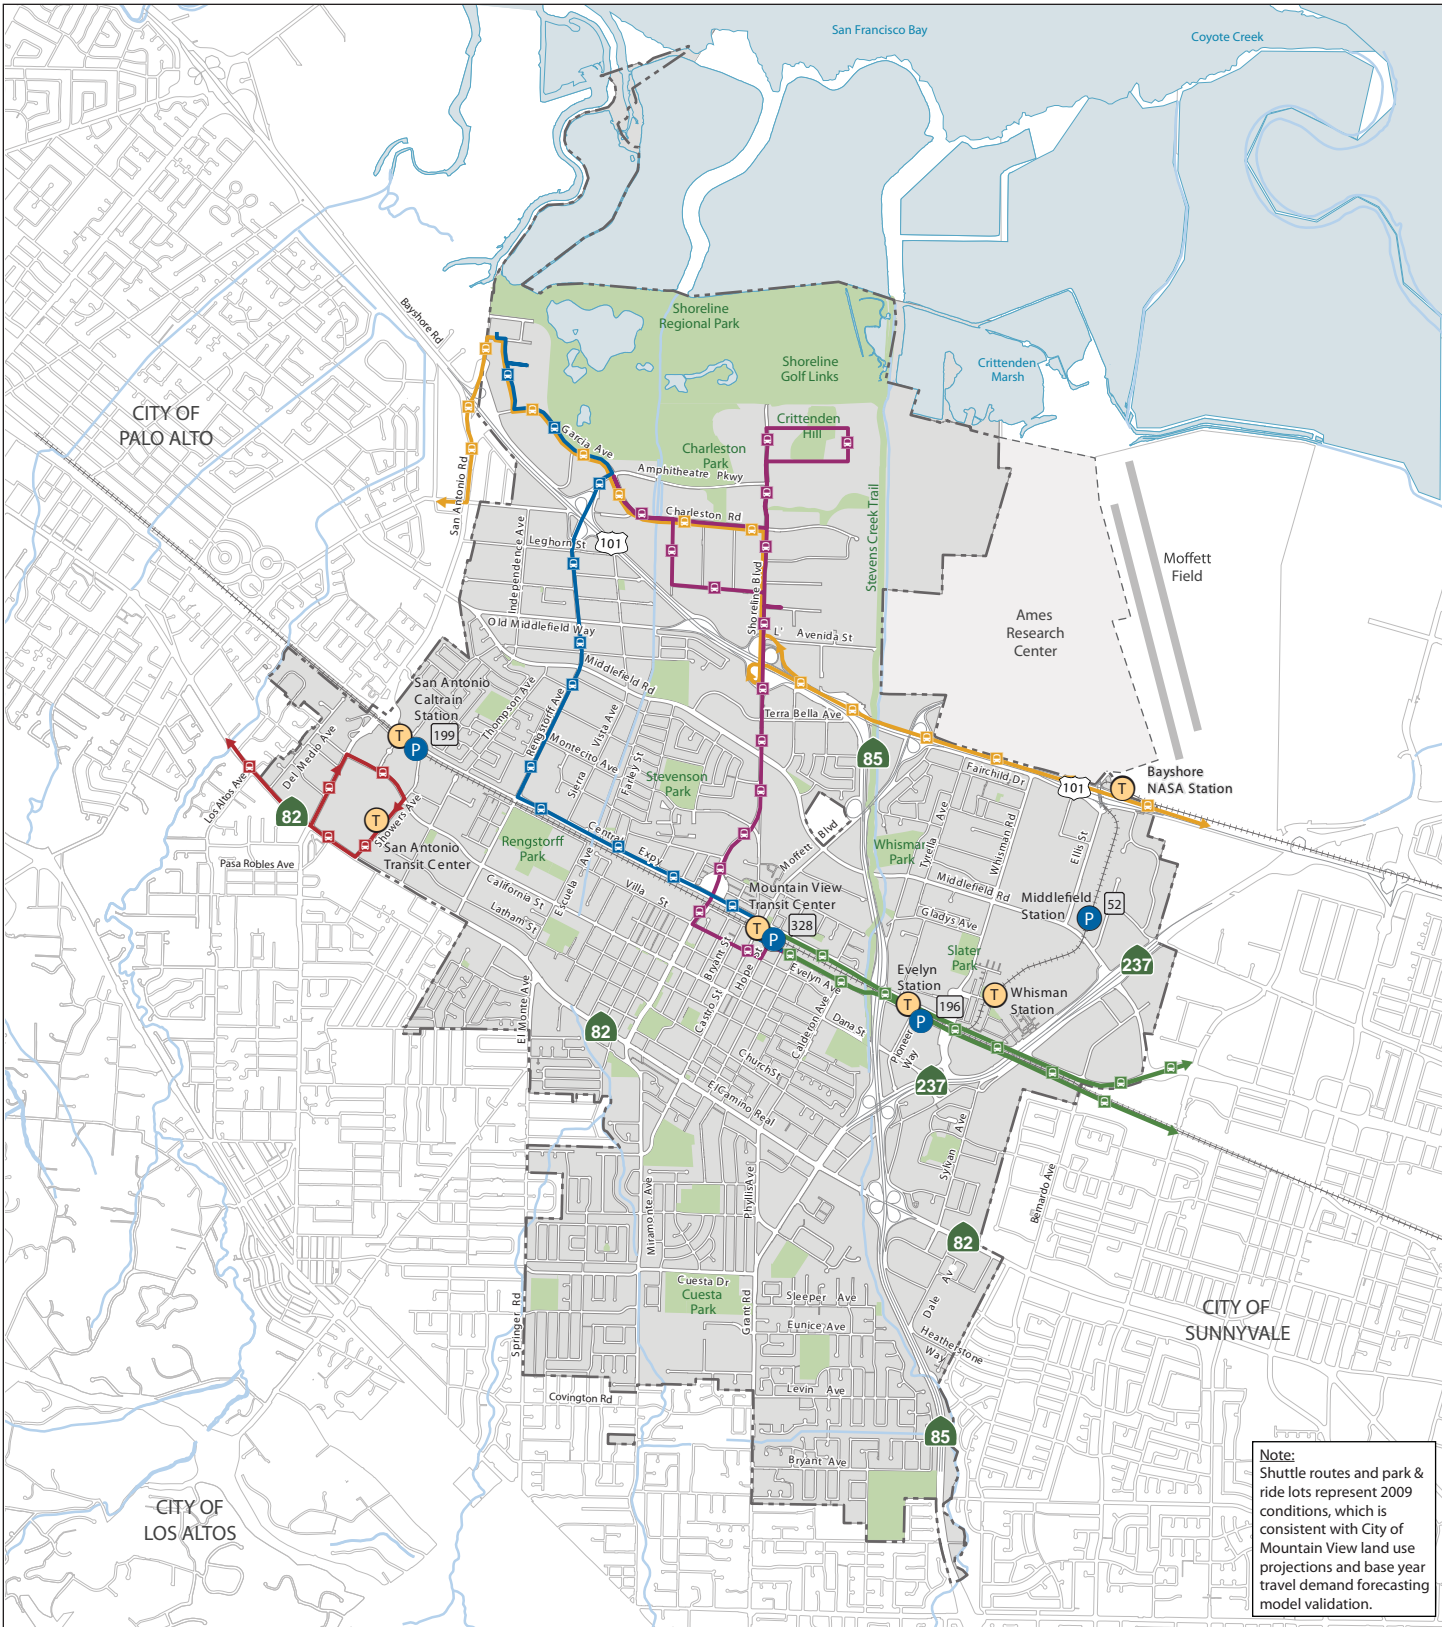 San Francisco Bay
Coyote Creek
Shoreline
Regional Park
Bayshore Rd
Shoreline
Golf Links
Crittenden
Marsh
CITY OF
PALO ALTO
Crittenden
Hill
Garcia Ave
Charleston
Park
Amphitheatre Pkwy
San Antonio Rd
Charleston Rd
Stevens Creek Trail
Independence Ave
Leghorn St
101
Moffett
Field
Shoreline Blvd
Ames
Research
Center
Old Middlefield Way
L' Avenida St
Middlefield Rd
San Antonio
Caltrain
Station
Thompson Ave
Rengstorff Ave
Terra Bella Ave
T
P
199
Del Medio Ave
Vista Ave
Montecito Ave
Sierra
Farley St
85
Los Altos Ave
Stevenson
Park
Fairchild Dr
101
T
Bayshore
NASA Station
82
T
Showers Ave
San Antonio
Transit Center
Pasa Robles Ave
Rengstorff
Park
Central
Expy
Moffett Blvd
Whisman
Park
Tyrella Ave
Whisman Rd
Ellis St
Escuela Ave
California St
Latham St
Villa St
Mountain View
Transit Center
Middlefield Rd
Gladys Ave
Middlefield
Station
52
P
T
P
328
Bryant St
Hope St
Castro St
Evelyn Ave
Slater
Park
237
Evelyn
Station
T
P
196
T
Whisman
Station
El Monte Ave
82
Calderon Ave
Dana St
Pioneer
Way
Church St
El Camino Real
237
Sylvan Ave
Bernardo Ave
Miramonte Ave
Phyllis Ave
82
Dale Av
Cuesta Dr
Cuesta
Park
Grant Rd
Sleeper Ave
Eunice Ave
Springer Rd
Heatherstone
Way
CITY OF
SUNNYVALE
Levin Ave
Covington Rd
85
Bryant Ave
CITY OF
LOS ALTOS
Note:
Shuttle routes and park &
ride lots represent 2009
conditions, which is
consistent with City of
Mountain View land use
projections and base year
travel demand forecasting
model validation.